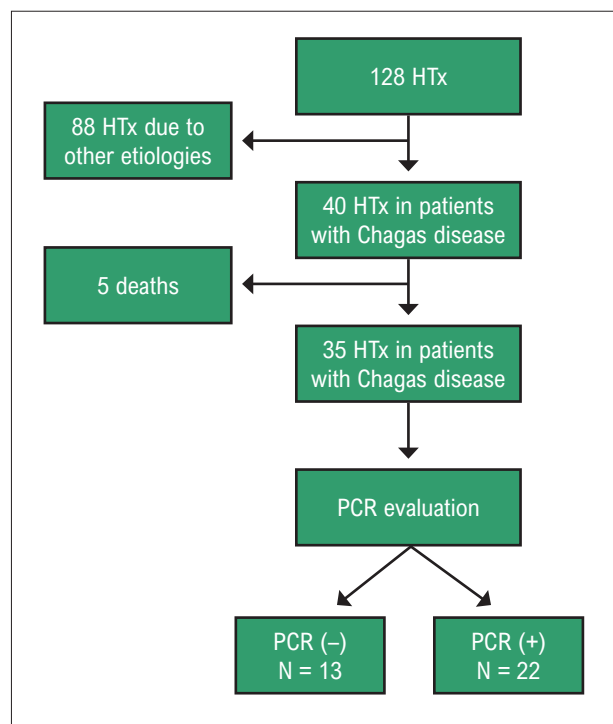 128 HTx
88 HTx due to
other etiologies
40 HTx in patients
with Chagas disease
5 deaths
35 HTx in patients
with Chagas disease
PCR evaluation
PCR (–)
N = 13
PCR (+)
N = 22